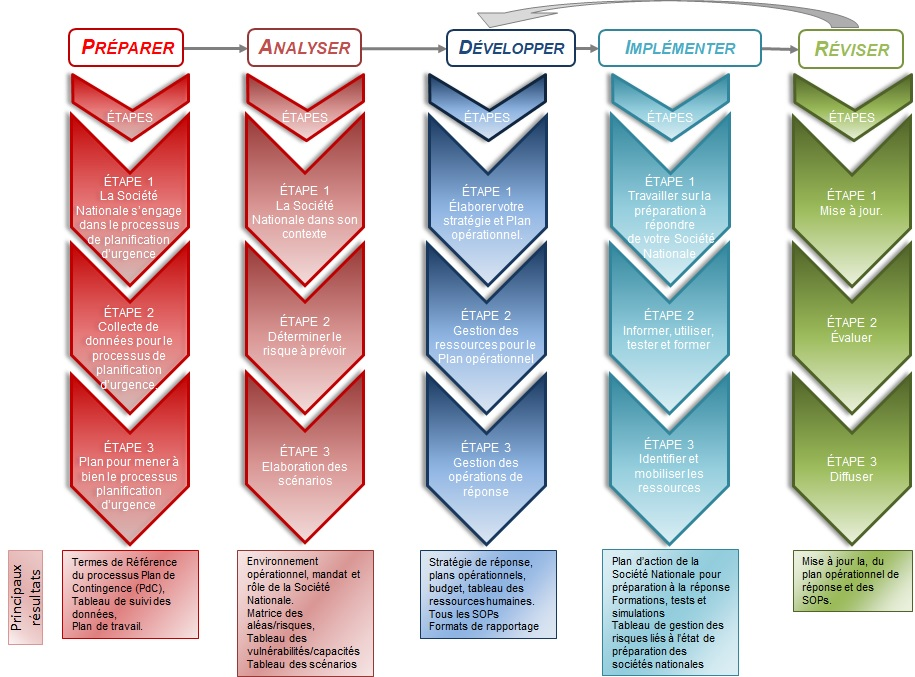 PRÉPARER
ANALYSER
DÉVELOPPER
IMPLÉMENTER
RÉVISER
ÉTAPES
ÉTAPE 1
La Société
Nationale s'engage
dans le processus
de planification
d'urgence.
ÉTAPE 2
Collecte de
données pour le
processus de
planification
d'urgence.
ÉTAPE 3
Plan pour mener à
bien le processus
planification
d'urgence
ÉTAPES
ÉTAPE 1
La Société
Nationale dans son
contexte
ÉTAPE 2
Déterminer le
risque à prévoir
ÉTAPE 3
Elaboration des
scénarios
ÉTAPES
ÉTAPE 1
Élaborer votre
stratégie et Plan
opérationnel.
ÉTAPE 2
Gestion des
ressources pour le
Plan opérationnel
ÉTAPE 3
Gestion des
opérations de
réponse
ÉTAPES
ÉTAPE 1
Travailler sur la
préparation à
répondre
de votre Société
Nationale
ÉTAPE 2
Informer, utiliser,
tester et former
ÉTAPE 3
Identifier et
mobiliser les
ressources
ÉTAPES
ÉTAPE 1
Mise à jour.
ÉTAPE 2
Évaluer
ÉTAPE 3
Diffuser
Principaux
résultats
Termes de Référence
du processus Plan de
Contingence (PdC),
Tableau de suivi des
données,
Plan de travail.
Environnement
opérationnel, mandat et
rôle de la Société
Nationale.
Matrice des
aléas/risques,
Tableau des
vulnérabilités/capacités
Tableau des scénarios
Stratégie de réponse,
plans opérationnels,
budget, tableau des
ressources humaines.
Tous les SOPs
Formats de rapportage
Plan d'action de la
Société Nationale pour
préparation à la réponse
Formations, tests et
simulations
Tableau de gestion des
risques liés à l'état de
préparation des
sociétés nationales
Mise à jour la, du
plan opérationnel de
réponse et des
SOPs.